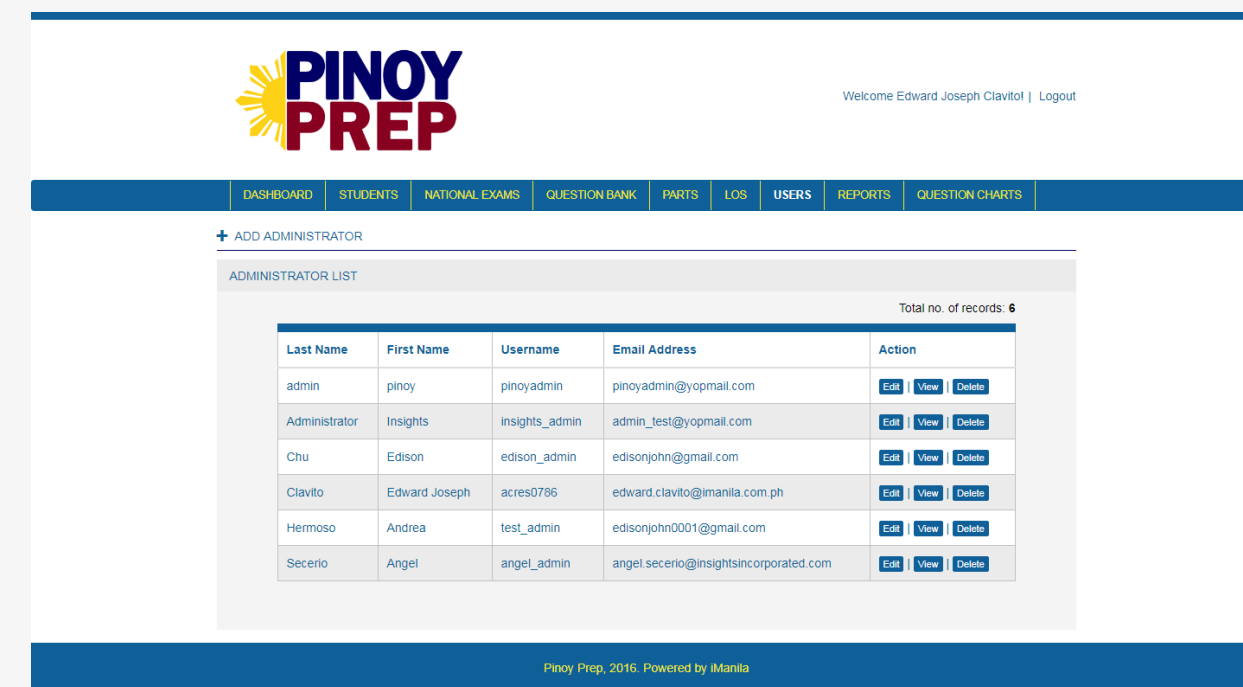 PINOY
PREP
Welcome Edward Joseph Clavito! | Logout
DASHBOARD STUDENTS NATIONAL EXAMS QUESTION BANK PARTS LOS USERS REPORTS QUESTION CHARTS
+ ADD ADMINISTRATOR
ADMINISTRATOR LIST
Total no. of records: 6
Last Name First Name Username Email Address Action
admin pinoy pinoyadmin pinoyadmin@yopmail.com Edit | View | Delete
Administrator Insights insights_admin admin_test@yopmail.com Edit | View | Delete
Chu Edison edison_admin edisonjohn@gmail.com Edit | View | Delete
Clavito Edward Joseph acres0786 edward.clavito@imanila.com.ph Edit | View | Delete
Hermoso Andrea test_admin edisonjohn0001@gmail.com Edit | View | Delete
Secerio Angel angel_admin angel.secerio@insightsincorporated.com Edit | View | Delete
Pinoy Prep, 2016. Powered by iManila